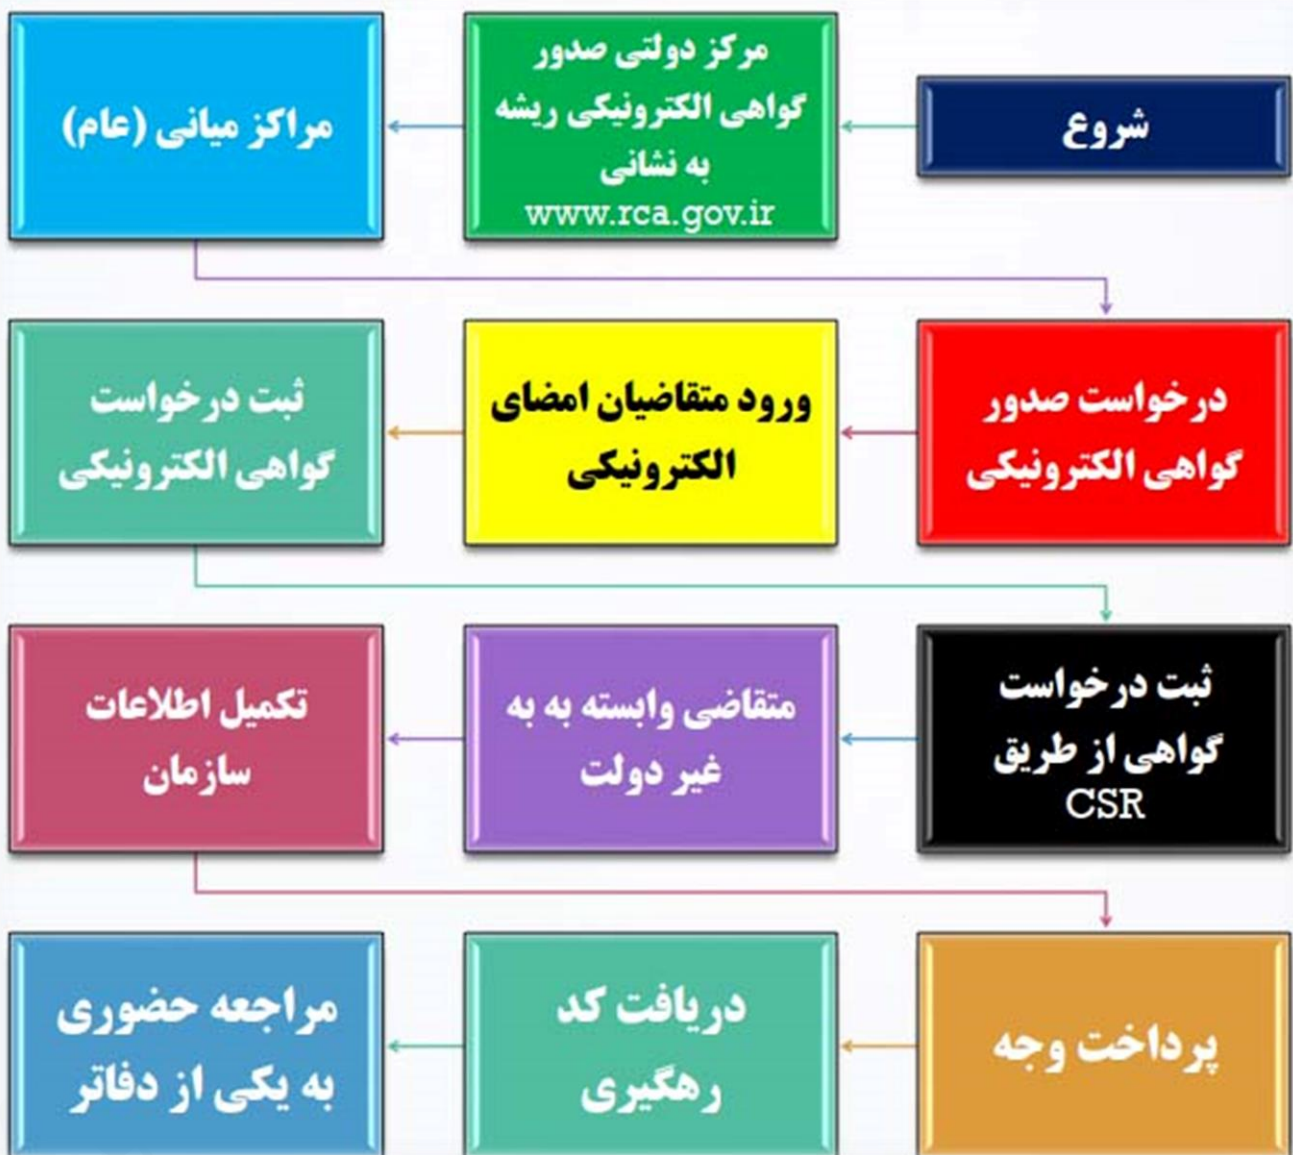 شروع
مرکز دولتی صدور
گواهی الکترونیکی ریشه
به نشانی
www.rca.gov.ir
مراکز میانی (عام)
درخواست صدور
گواهی الکترونیکی
ورود متقاضیان امضای
الکترونیکی
ثبت درخواست
گواهی الکترونیکی
ثبت درخواست
گواهی از طریق
CSR
متقاضی وابسته به به
غیر دولت
تکمیل اطلاعات
سازمان
پرداخت وجه
دریافت کد
رهگیری
مراجعه حضوری
به یکی از دفاتر